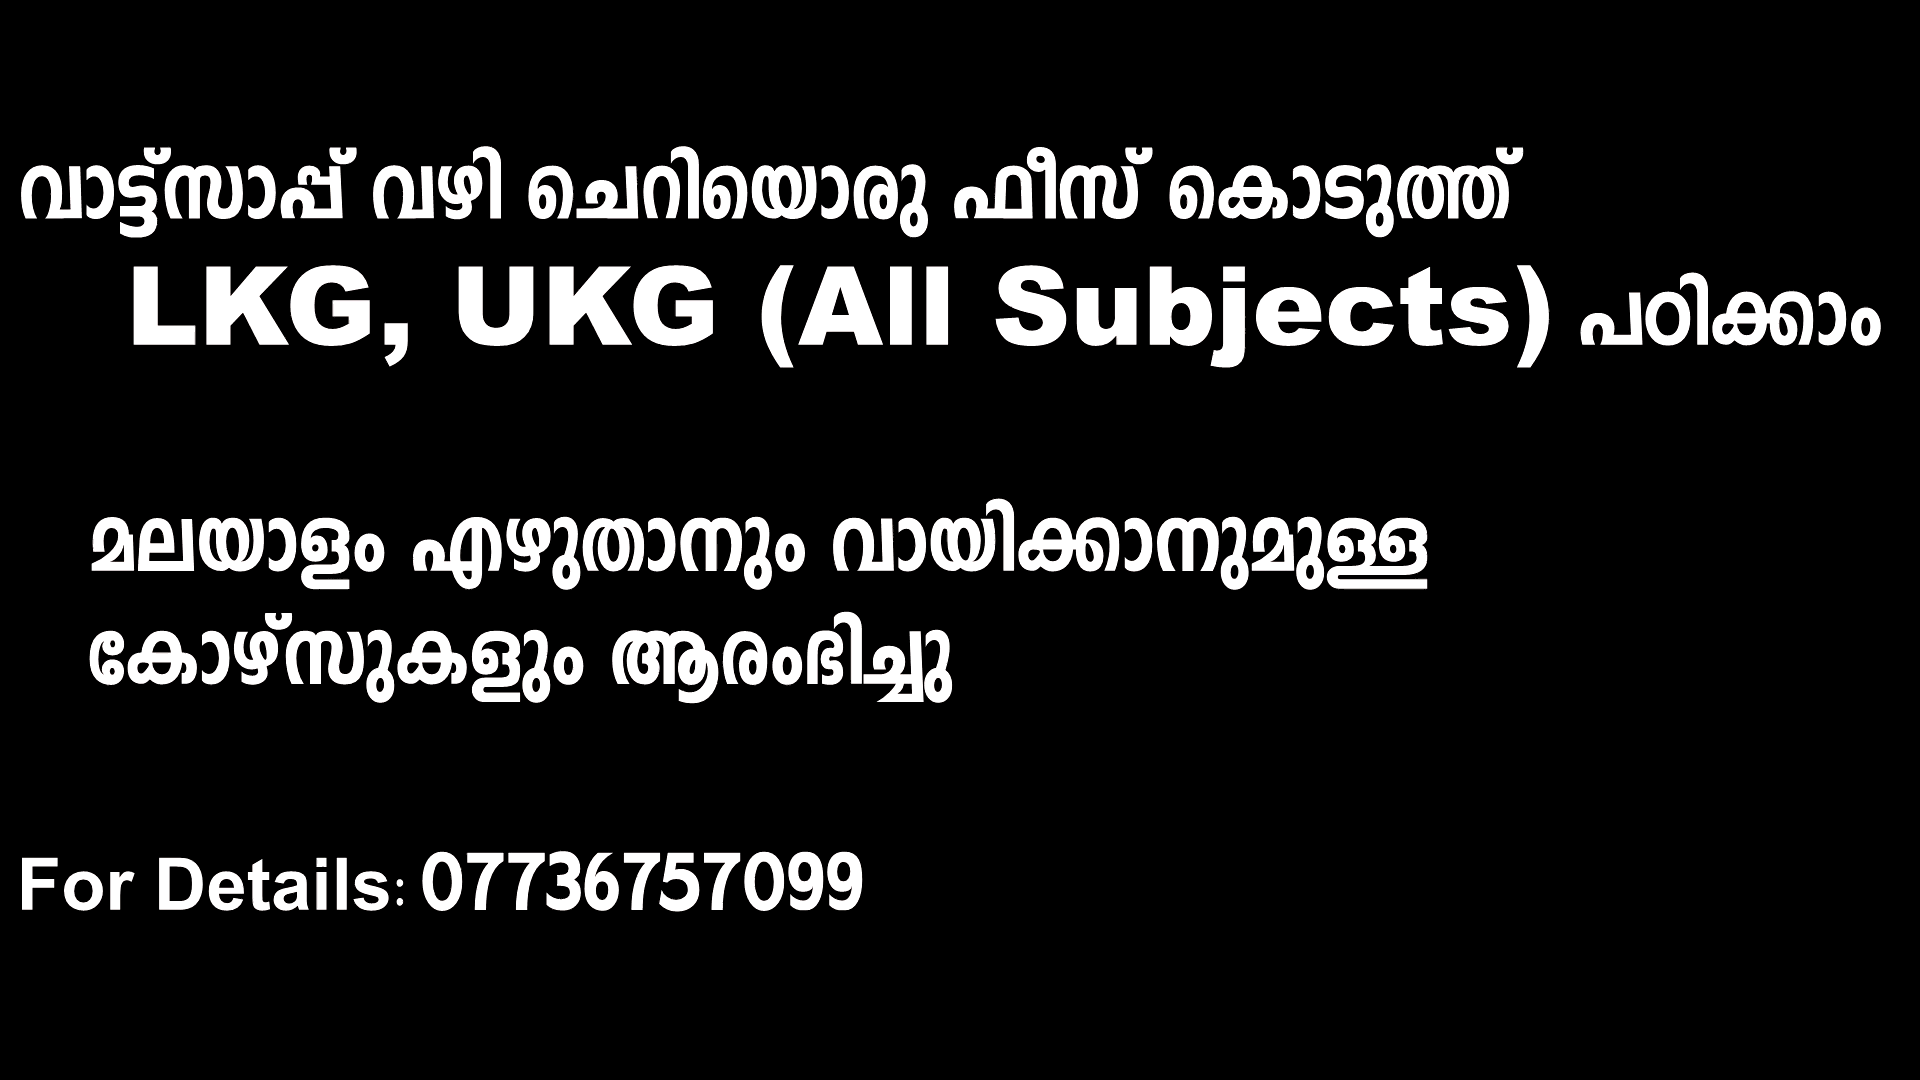 വാട്ട്സാപ്പ് വഴി ചെറിയൊരു ഫീസ് കൊടുത്ത്
LKG, UKG (All Subjects) പഠിക്കാം
മലയാളം എഴുതാനും വായിക്കാനുമുള്ള
കോഴ്സുകളും ആരംഭിച്ചു
For Details: 07736757099